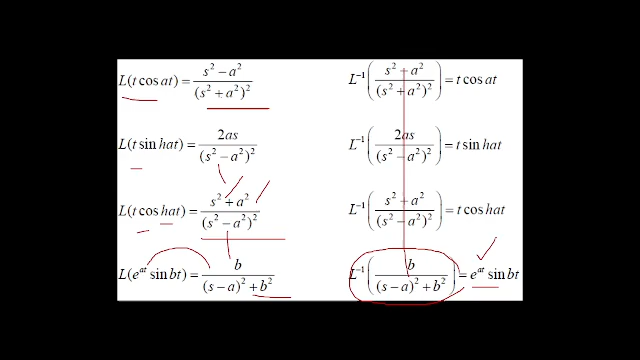 L(t cos at) = (s² − a²)/(s² + a²)²     L⁻¹((s² − a²)/(s² + a²)²) = t cos at
L(t sin hat) = 2as/(s² − a²)²     L⁻¹(2as/(s² − a²)²) = t sin hat
L(t cos hat) = (s² + a²)/(s² − a²)²     L⁻¹((s² + a²)/(s² − a²)²) = t cos hat
L(eᵃᵗ sin bt) = b/((s − a)² + b²)     L⁻¹(b/((s − a)² + b²)) = eᵃᵗ sin bt